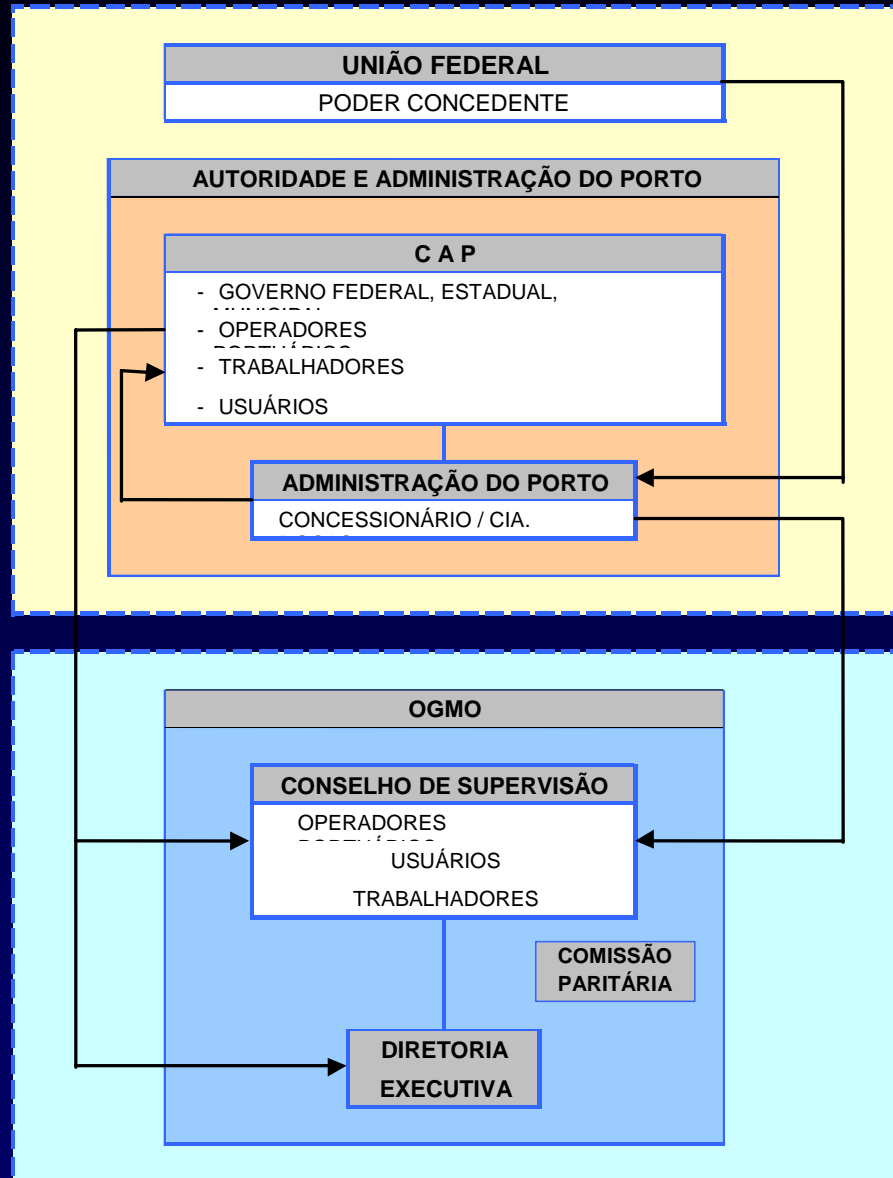 UNIÃO FEDERAL
PODER CONCEDENTE
AUTORIDADE E ADMINISTRAÇÃO DO PORTO
C A P
- GOVERNO FEDERAL, ESTADUAL,
- OPERADORES
- TRABALHADORES
- USUÁRIOS
ADMINISTRAÇÃO DO PORTO
CONCESSIONÁRIO / CIA.
OGMO
CONSELHO DE SUPERVISÃO
OPERADORES
USUÁRIOS
TRABALHADORES
COMISSÃO
PARITÁRIA
DIRETORIA
EXECUTIVA